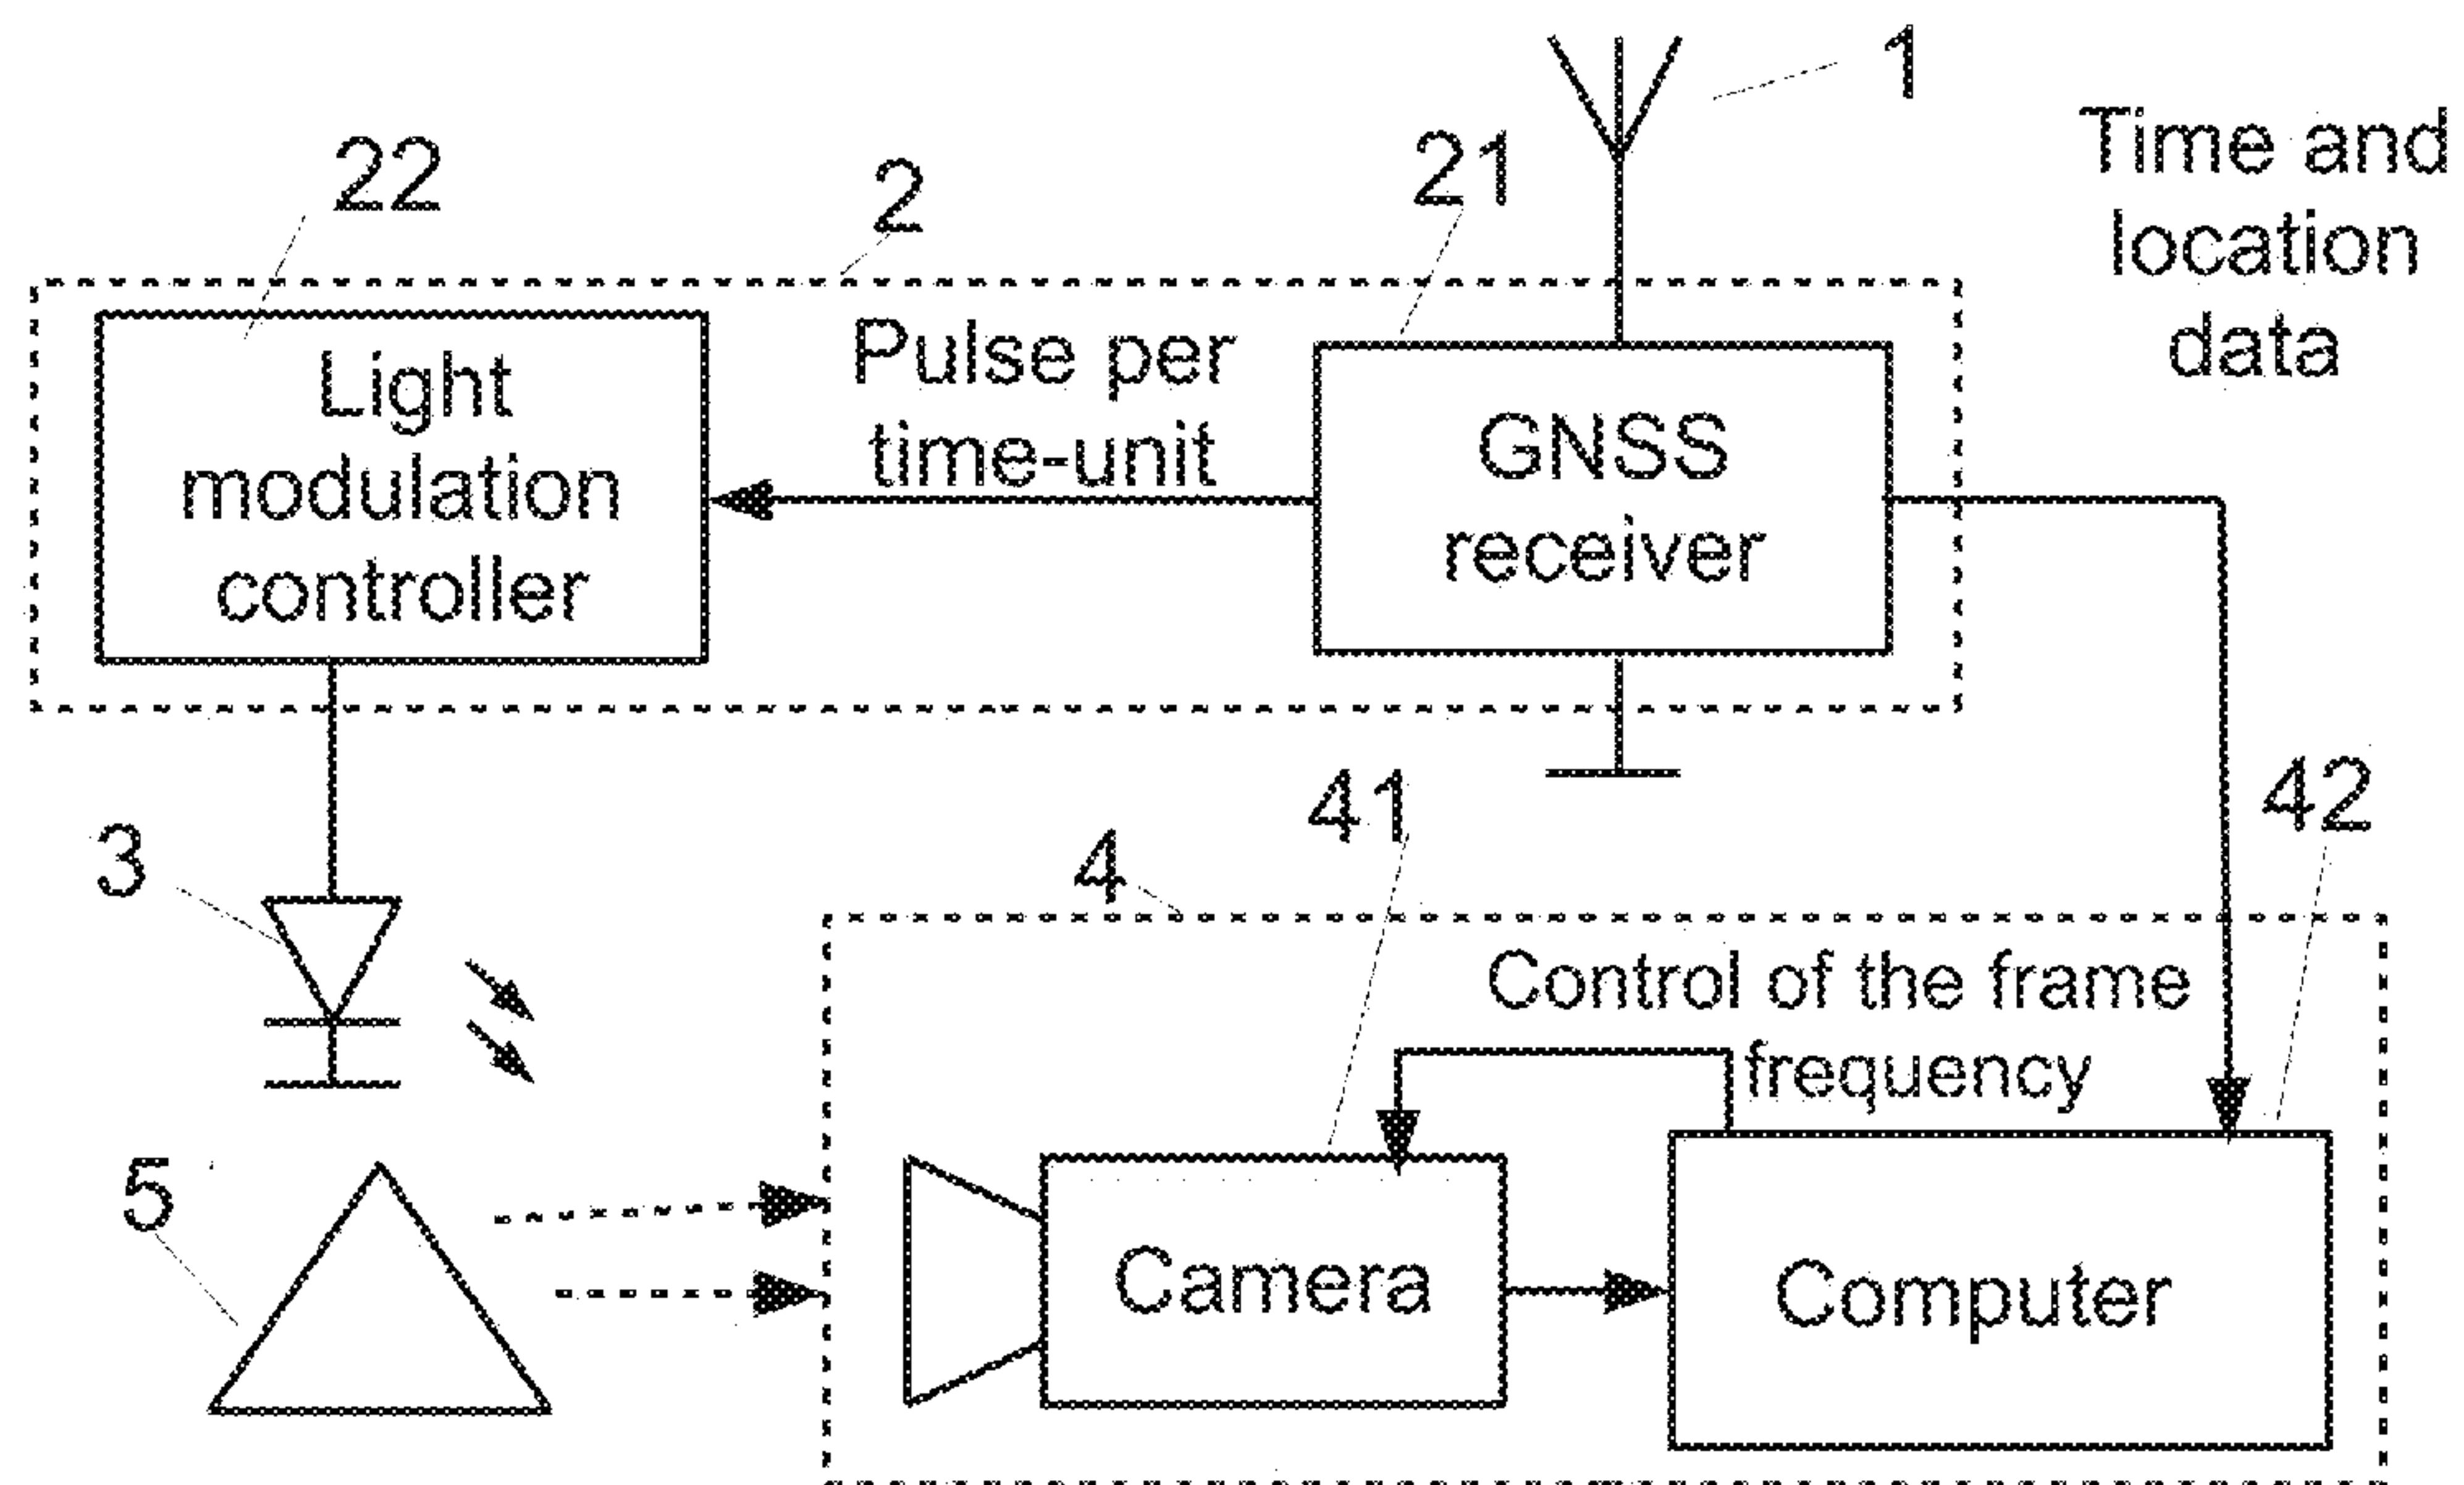 1
Time and
location
data
22
2
21
Pulse per
time-unit
Light
modulation
controller
GNSS
receiver
3
4
41
42
Control of the frame
frequency
5
Camera
Computer